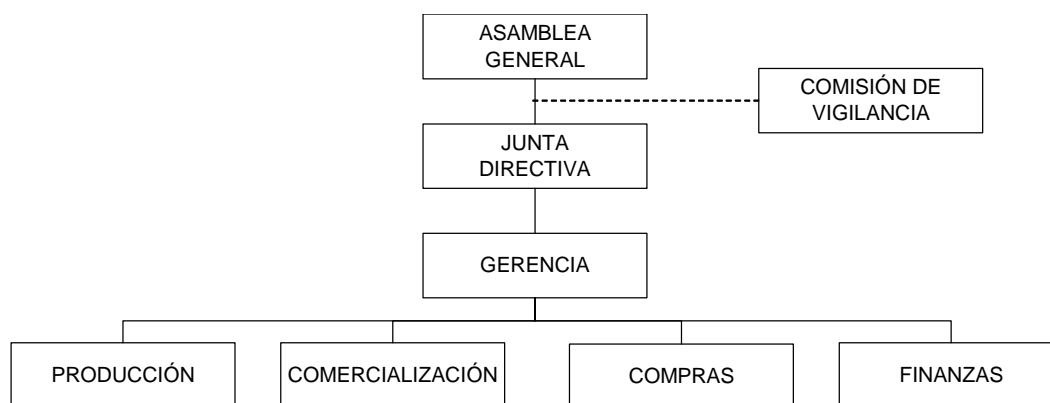 ASAMBLEA
GENERAL
COMISIÓN DE
VIGILANCIA
JUNTA
DIRECTIVA
GERENCIA
PRODUCCIÓN
COMERCIALIZACIÓN
COMPRAS
FINANZAS